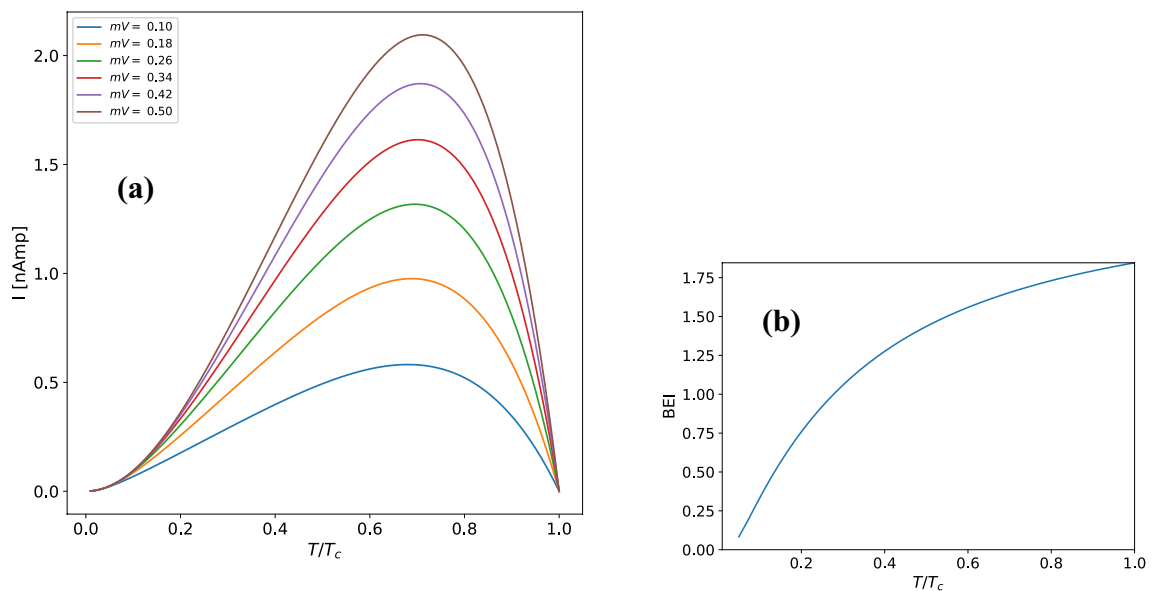 mV = 0.10
mV = 0.18
mV = 0.26
mV = 0.34
mV = 0.42
mV = 0.50
(a)
I [nAmp]
2.0
1.5
1.0
0.5
0.0
0.0 0.2 0.4 0.6 0.8 1.0
T/Tc
(b)
BEI
1.75
1.50
1.25
1.00
0.75
0.50
0.25
0.00
0.2 0.4 0.6 0.8 1.0
T/Tc